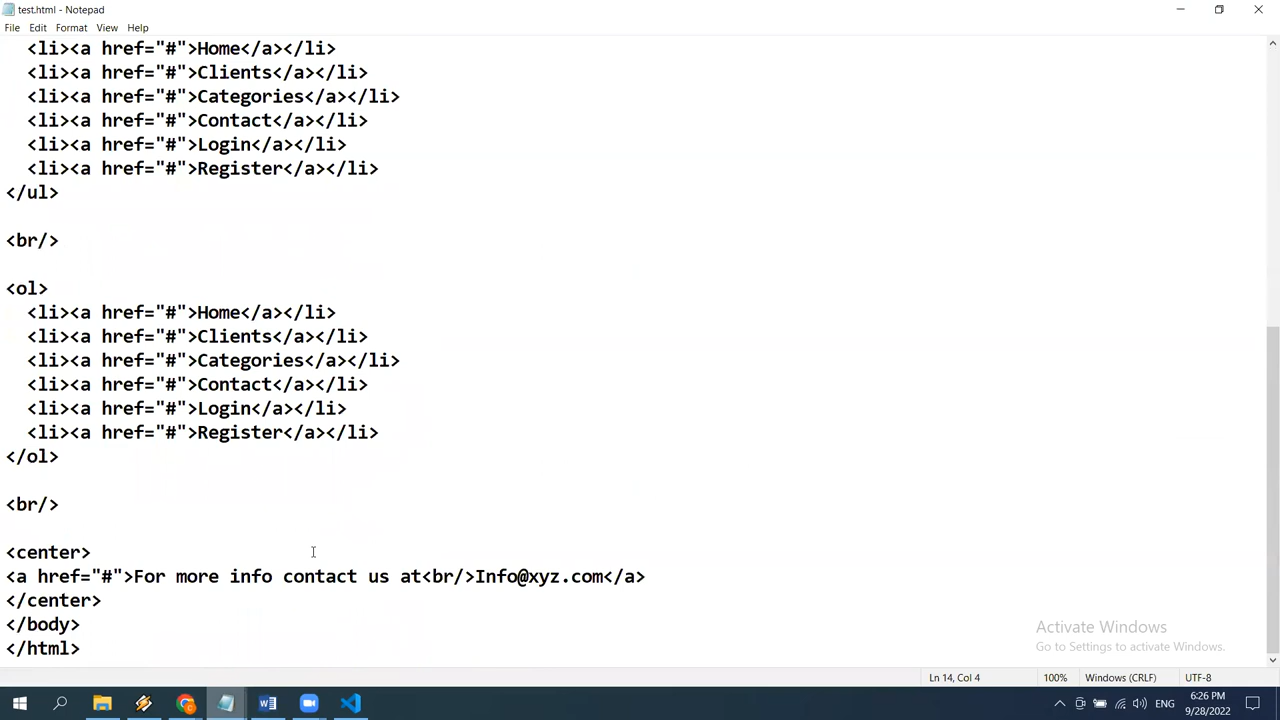 test.html - Notepad
File Edit Format View Help
<li><a href="#">Home</a></li>
<li><a href="#">Clients</a></li>
<li><a href="#">Categories</a></li>
<li><a href="#">Contact</a></li>
<li><a href="#">Login</a></li>
<li><a href="#">Register</a></li>
</ul>
<br/>
<ol>
<li><a href="#">Home</a></li>
<li><a href="#">Clients</a></li>
<li><a href="#">Categories</a></li>
<li><a href="#">Contact</a></li>
<li><a href="#">Login</a></li>
<li><a href="#">Register</a></li>
</ol>
<br/>
<center>
<a href="#">For more info contact us at<br/>Info@xyz.com</a>
</center>
</body>
</html>
Activate Windows
Go to Settings to activate Windows.
Ln 14, Col 4 100% Windows (CRLF) UTF-8
ENG 6:26 PM
9/28/2022